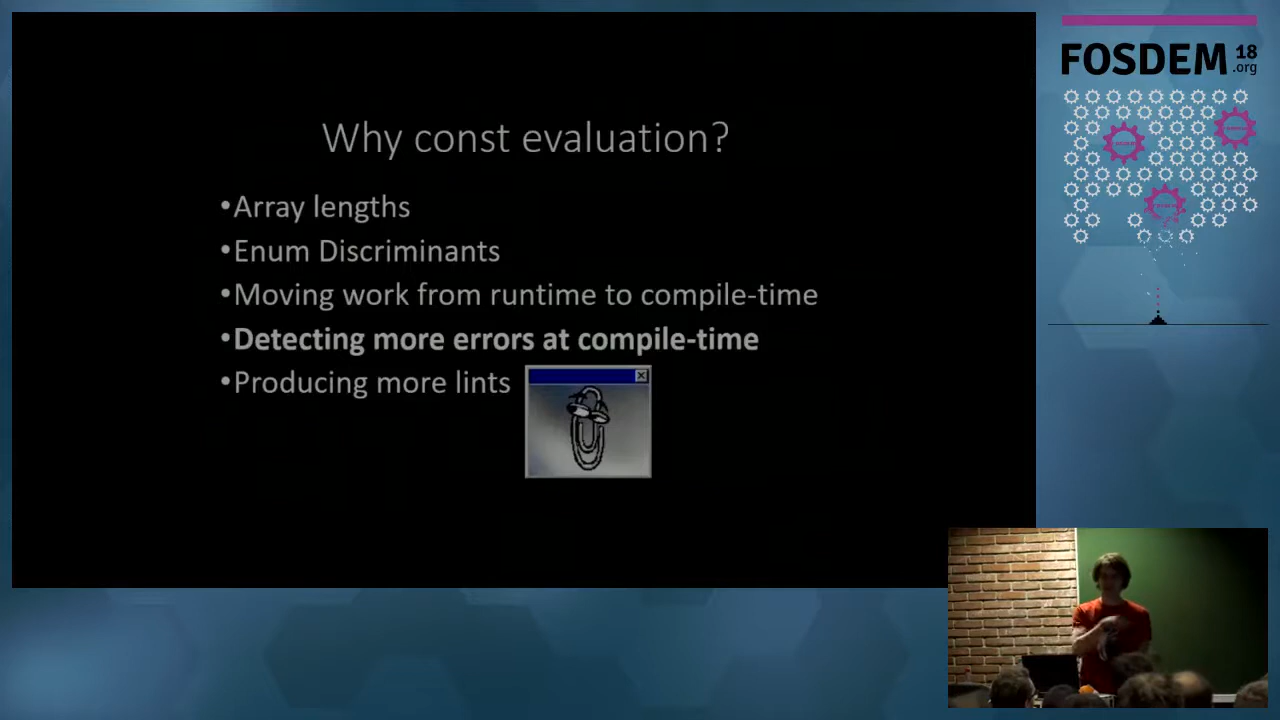 FOSDEM 18
.org
Why const evaluation?
•Array lengths
•Enum Discriminants
•Moving work from runtime to compile-time
•Detecting more errors at compile-time
•Producing more lints